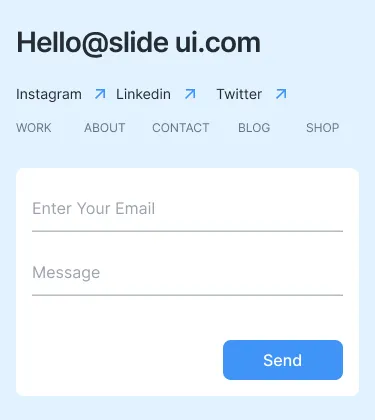 Hello@slide ui.com
Instagram Linkedin Twitter
WORK ABOUT CONTACT BLOG SHOP
Enter Your Email
Message
Send